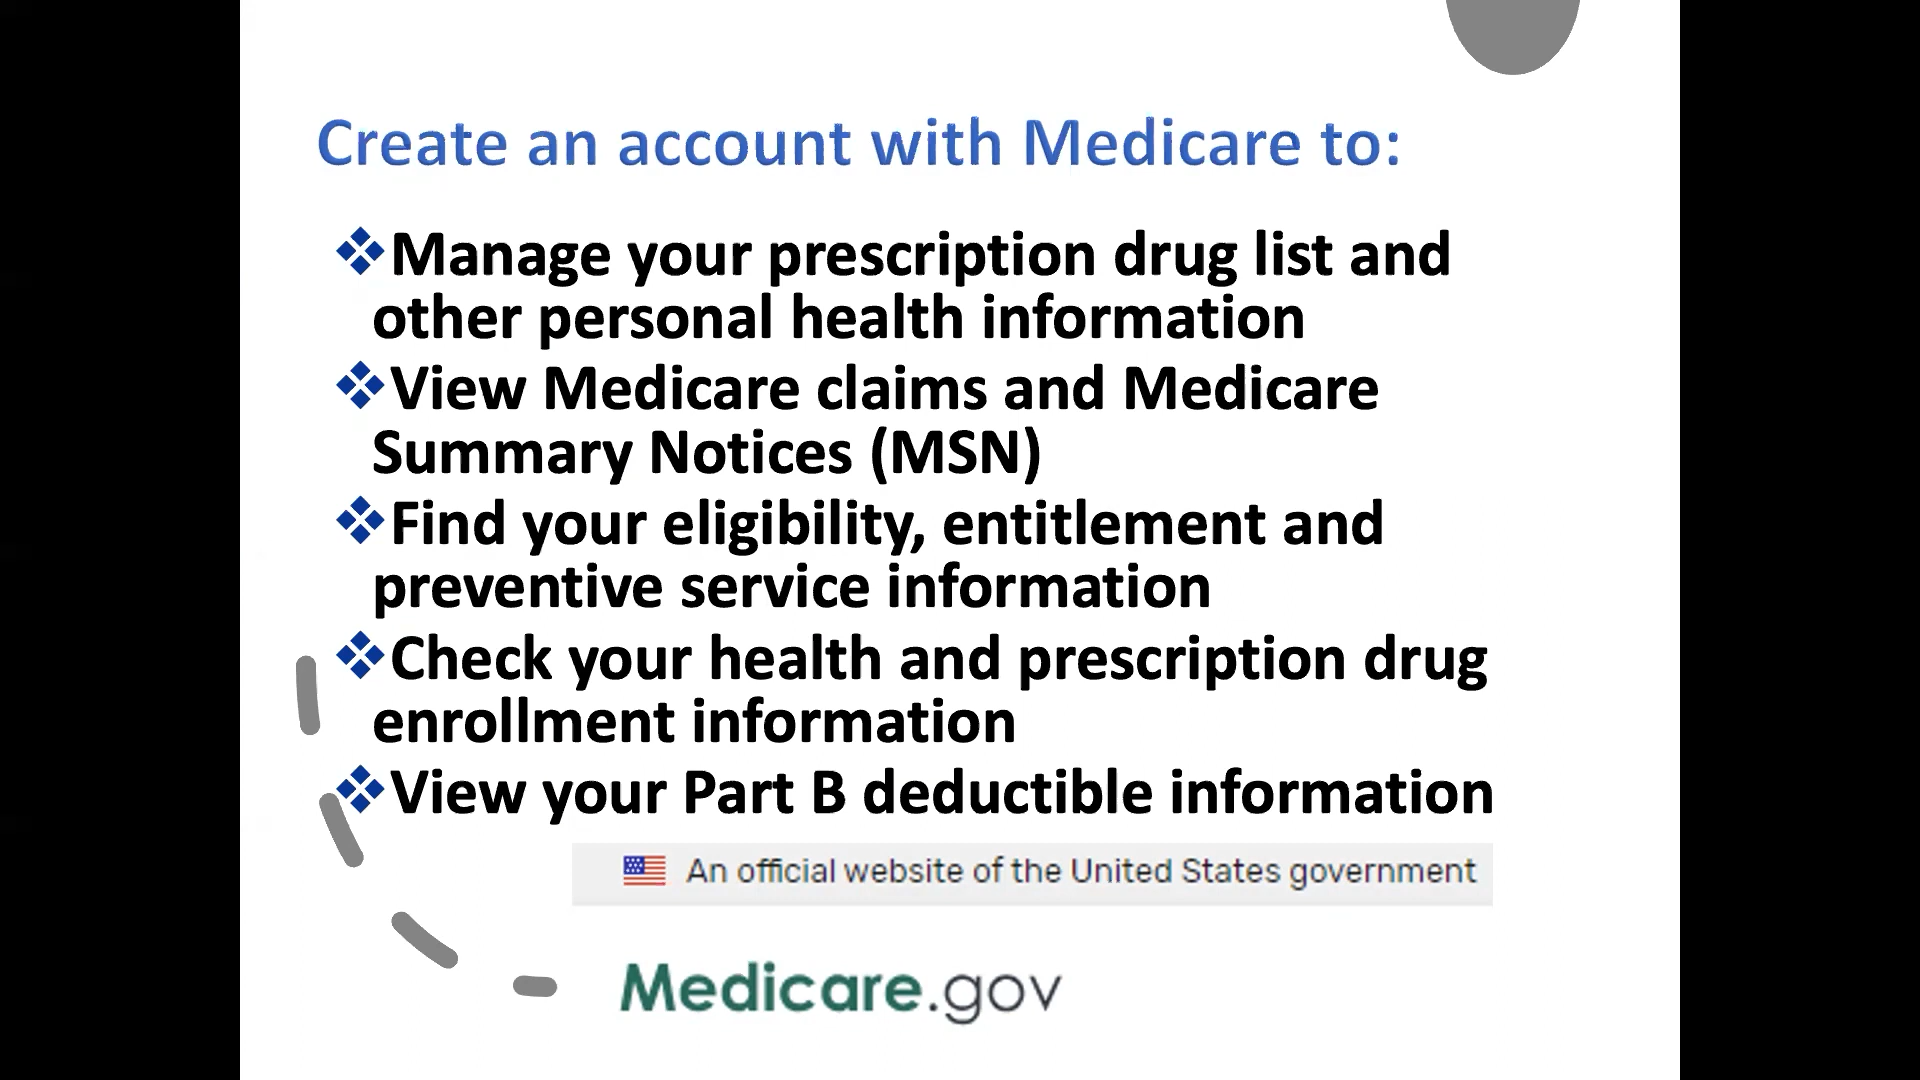 Create an account with Medicare to:
❖Manage your prescription drug list and
other personal health information
❖View Medicare claims and Medicare
Summary Notices (MSN)
❖Find your eligibility, entitlement and
preventive service information
❖Check your health and prescription drug
enrollment information
❖View your Part B deductible information
An official website of the United States government
Medicare.gov